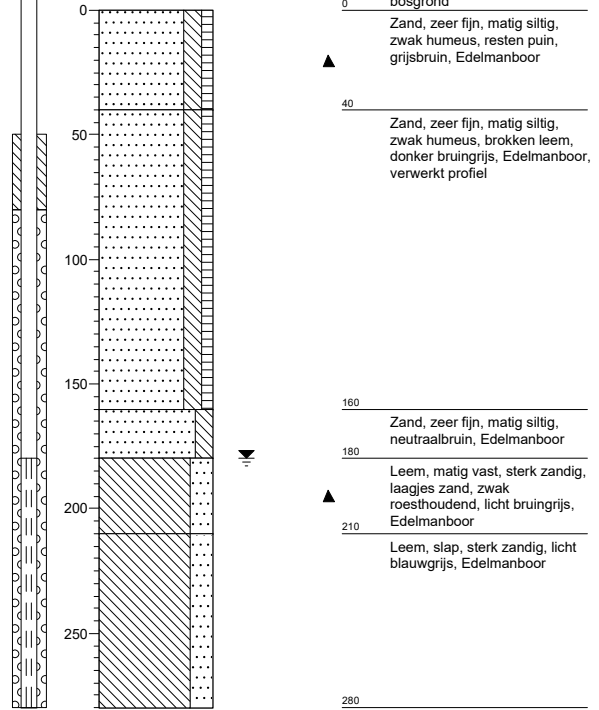 0
50
100
150
200
250
0
bosgrond
Zand, zeer fijn, matig siltig,
zwak humeus, resten puin,
grijsbruin, Edelmanboor
40
Zand, zeer fijn, matig siltig,
zwak humeus, brokken leem,
donker bruingrijs, Edelmanboor,
verwerkt profiel
160
Zand, zeer fijn, matig siltig,
neutraalbruin, Edelmanboor
180
Leem, matig vast, sterk zandig,
laagjes zand, zwak
roesthoudend, licht bruingrijs,
Edelmanboor
210
Leem, slap, sterk zandig, licht
blauwgrijs, Edelmanboor
280